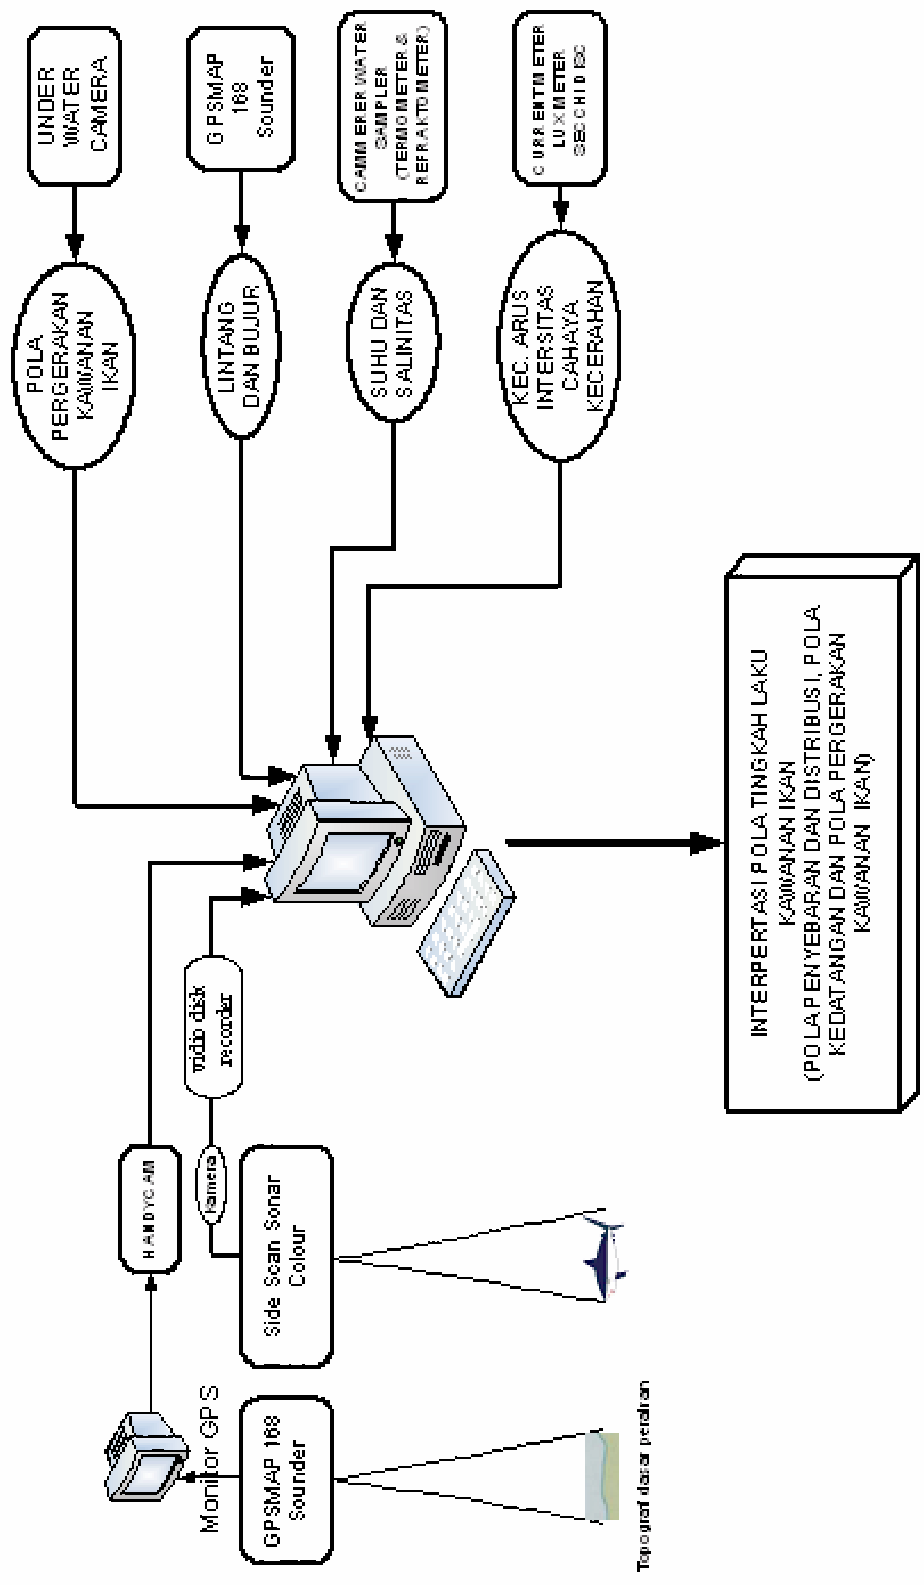 UNDER
WATER
CAMERA
GPSMAP
168
Sounder
CAMMERER WATER
SAMPLER
(TERMOMETER &
REFRAKTOMETER)
CURRENTMETER
LUXMETER
SECCHI DISC
POLA
PERGERAKAN
KAWANAN
IKAN
LINTANG
DAN BUJUR
SUHU DAN
SALINITAS
KEC. ARUS
INTERSITAS
CAHAYA
KECERAHAN
HANDYCAM
vidio disk
recorder
Kamera
Side Scan Sonar
Colour
Monitor GPS
GPSMAP 168
Sounder
Topografi dasar perairan
INTERPERTASI POLA TINGKAH LAKU
KAWANAN IKAN
(POLA PENYEBARAN DAN DISTRIBUSI, POLA
KEDATANGAN DAN POLA PERGERAKAN
KAWANAN IKAN)